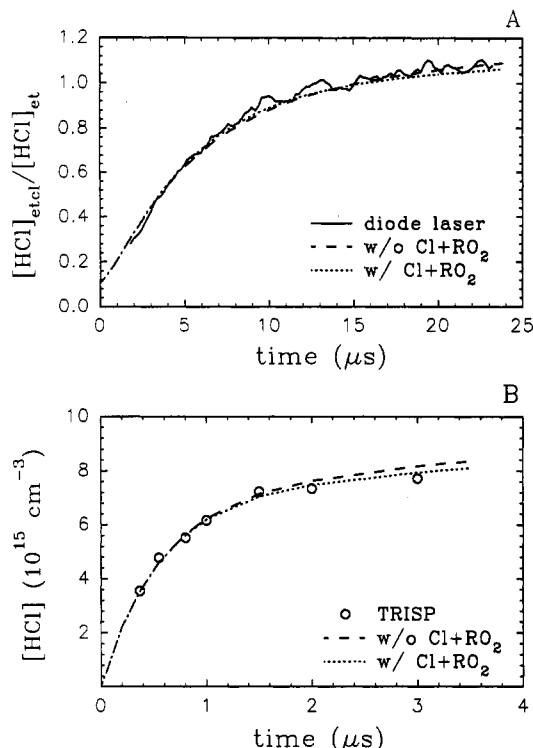 A
[HCl]etcl/[HCl]et
1.2
1.0
0.8
0.6
0.4
0.2
0.0
diode laser
w/o Cl+RO2
w/ Cl+RO2
0 5 10 15 20 25
time (μs)
B
[HCl] (10^15 cm^-3)
10
8
6
4
2
TRISP
w/o Cl+RO2
w/ Cl+RO2
0 1 2 3 4
time (μs)